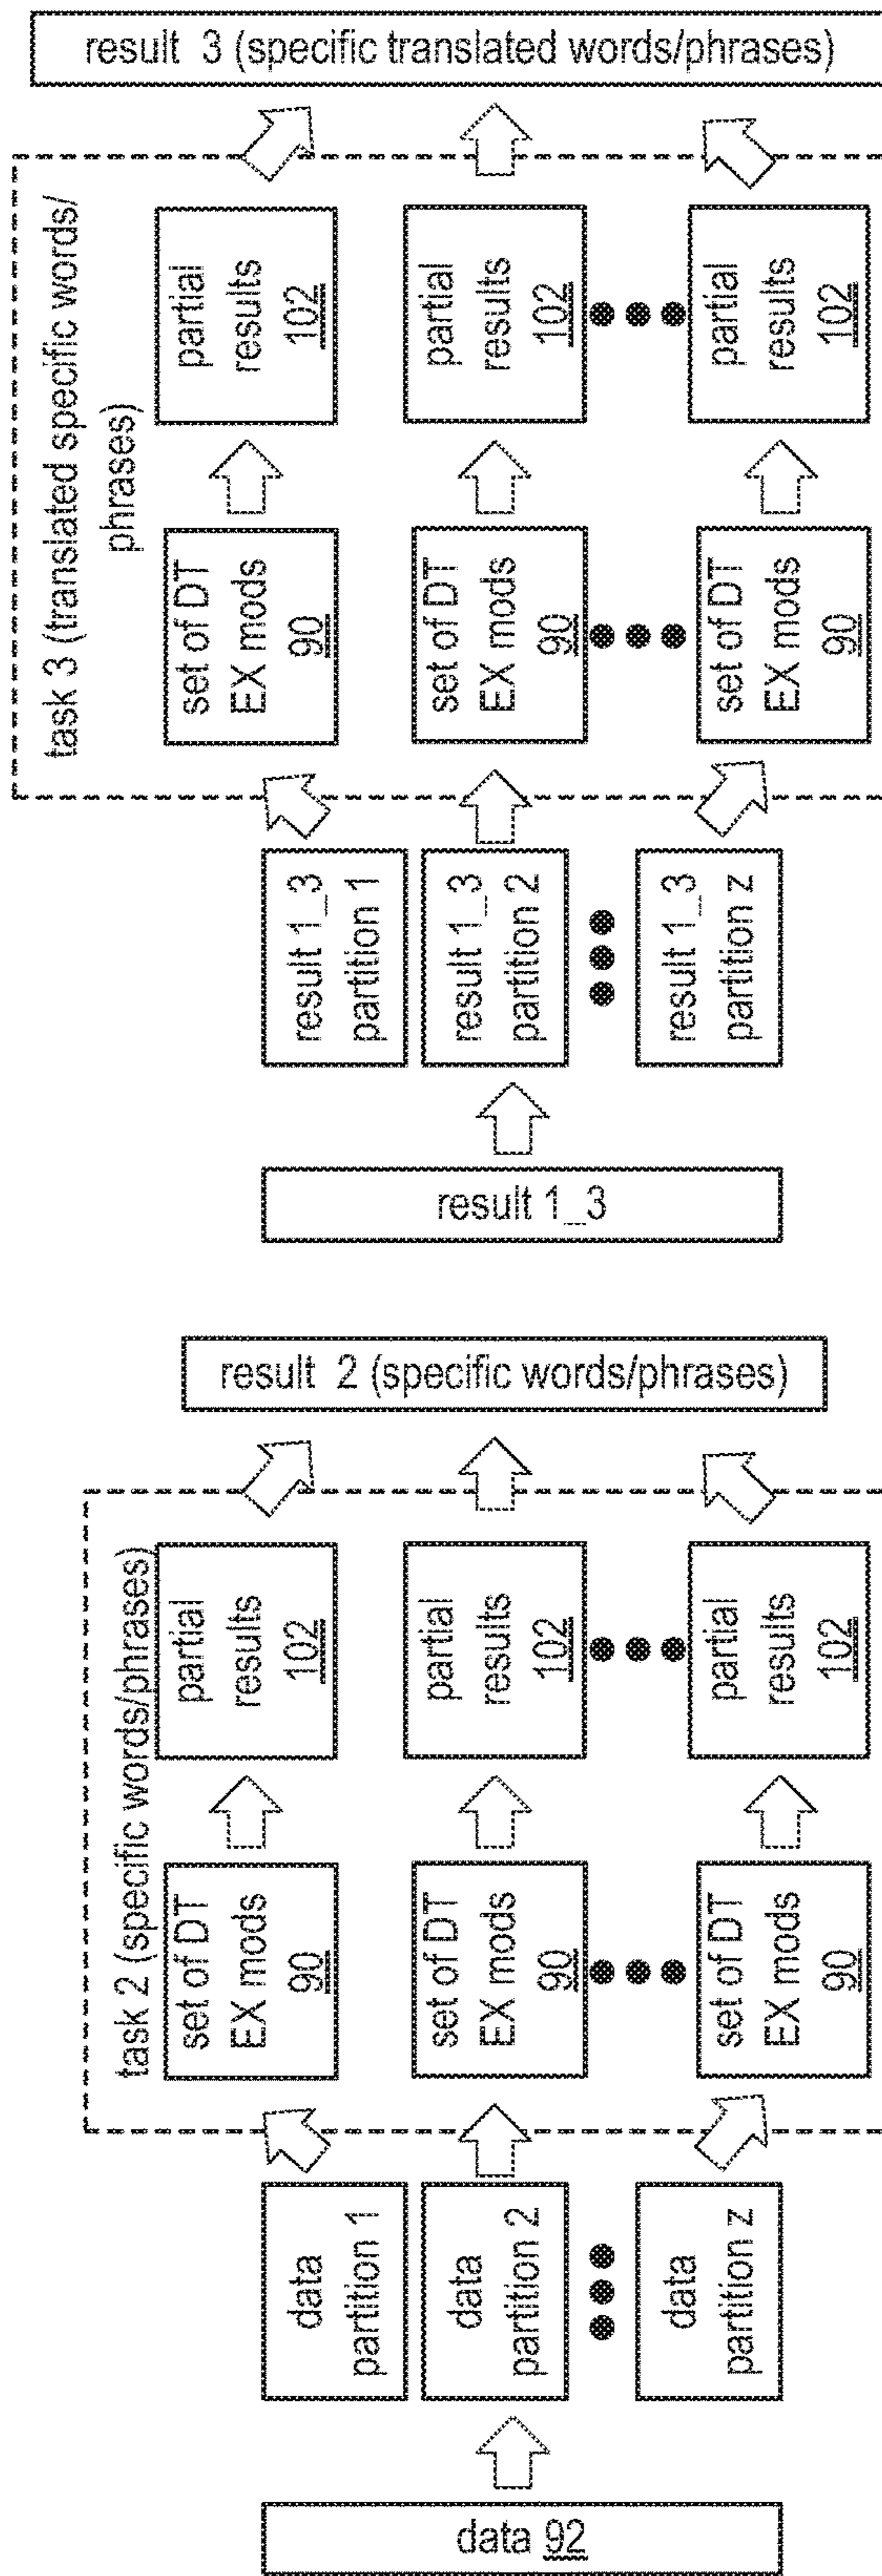 data 92
data
partition 1
data
partition 2
data
partition z
task 2 (specific words/phrases)
set of DT
EX mods
90
set of DT
EX mods
90
set of DT
EX mods
90
partial
results
102
partial
results
102
partial
results
102
result 2 (specific words/phrases)
result 1_3
result 1_3
partition 1
result 1_3
partition 2
result 1_3
partition z
task 3 (translated specific words/
phrases)
set of DT
EX mods
90
set of DT
EX mods
90
set of DT
EX mods
90
partial
results
102
partial
results
102
partial
results
102
result 3 (specific translated words/phrases)